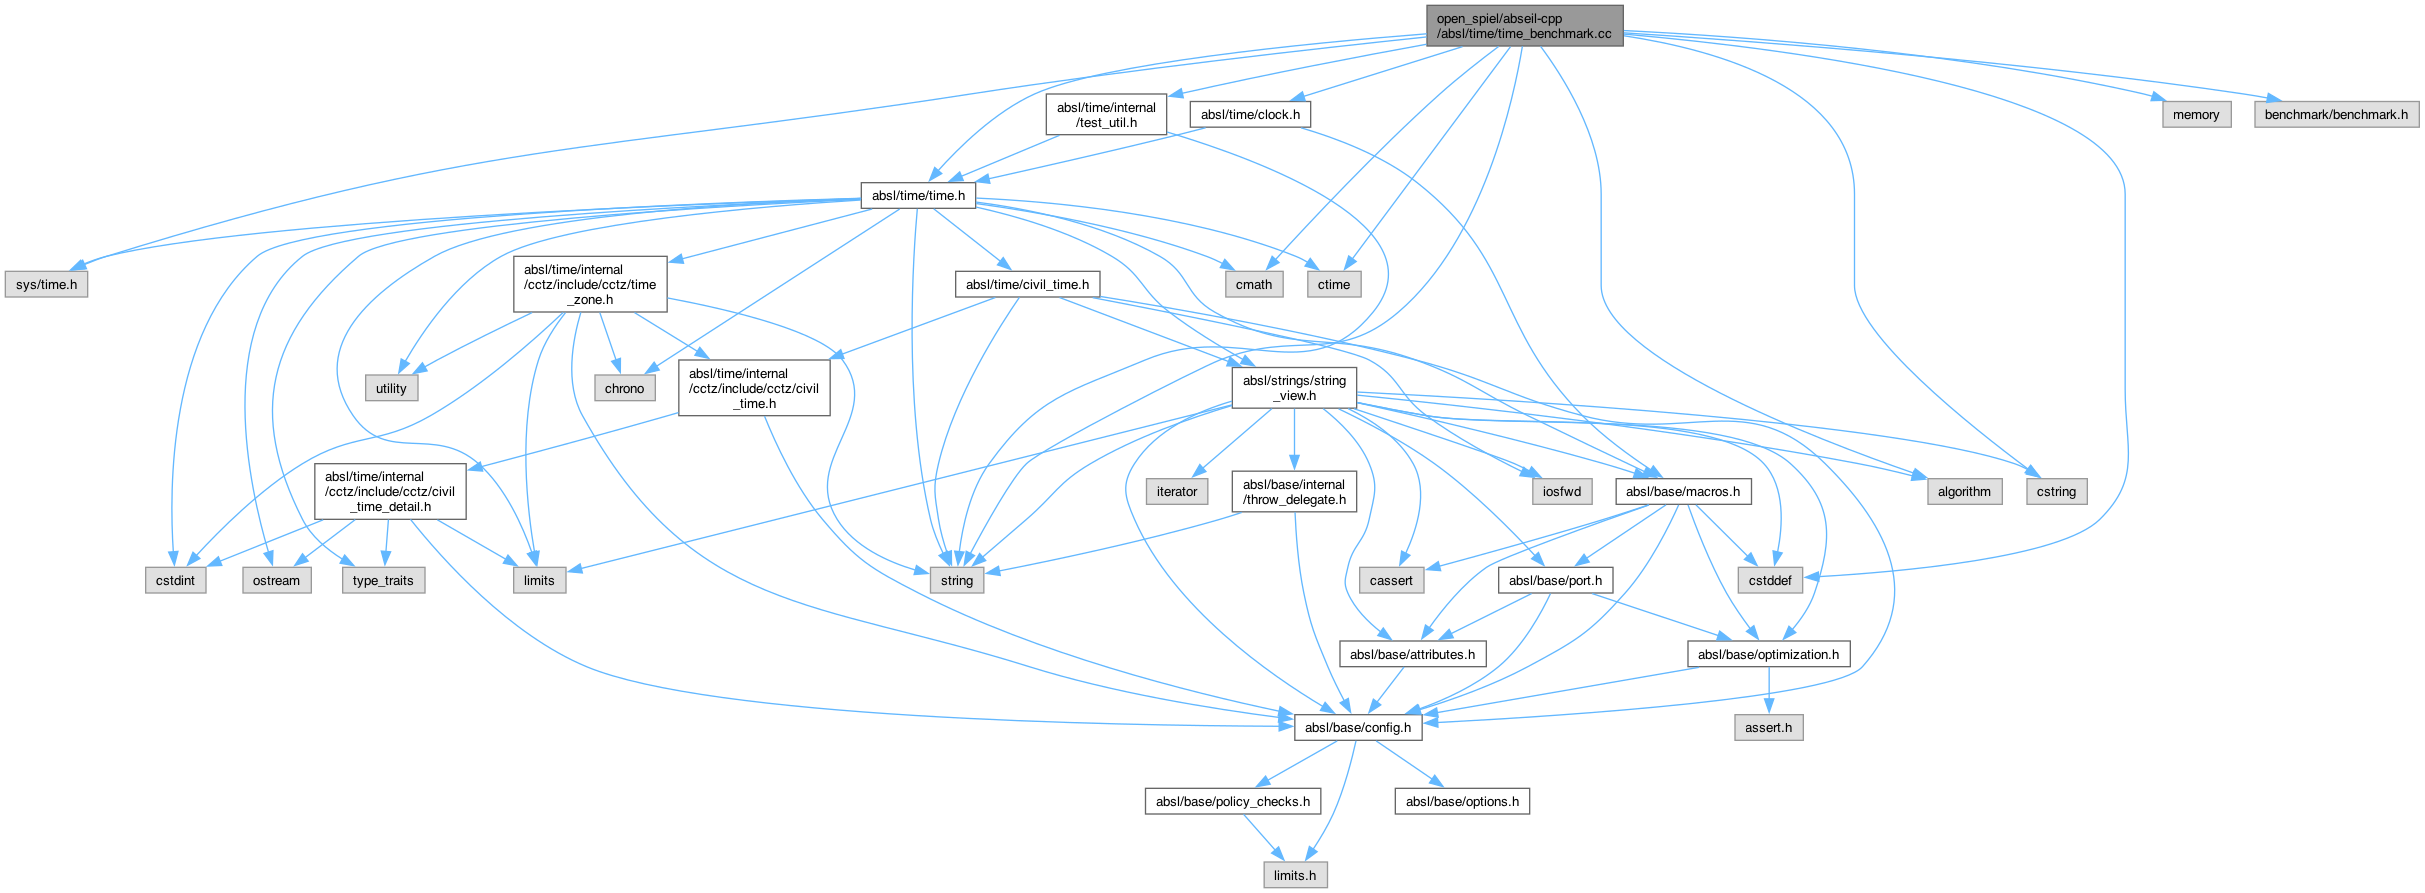 open_spiel/abseil-cpp
/absl/time/time_benchmark.cc
absl/time/internal
/test_util.h
absl/time/clock.h
memory
benchmark/benchmark.h
absl/time/time.h
sys/time.h
absl/time/internal
/cctz/include/cctz/time
_zone.h
absl/time/civil_time.h
cmath
ctime
utility
chrono
absl/time/internal
/cctz/include/cctz/civil
_time.h
absl/strings/string
_view.h
absl/time/internal
/cctz/include/cctz/civil
_time_detail.h
iterator
absl/base/internal
/throw_delegate.h
iosfwd
absl/base/macros.h
algorithm
cstring
cstdint
ostream
type_traits
limits
string
cassert
absl/base/port.h
cstddef
absl/base/attributes.h
absl/base/optimization.h
absl/base/config.h
assert.h
absl/base/policy_checks.h
absl/base/options.h
limits.h